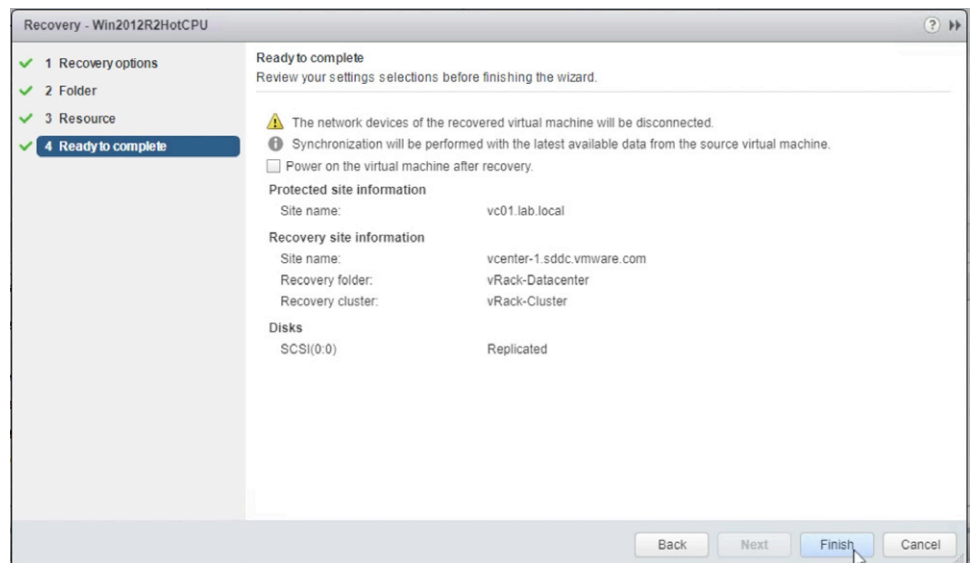 Recovery - Win2012R2HotCPU
?
1 Recovery options
2 Folder
3 Resource
4 Ready to complete
Ready to complete
Review your settings selections before finishing the wizard.
The network devices of the recovered virtual machine will be disconnected.
Synchronization will be performed with the latest available data from the source virtual machine.
Power on the virtual machine after recovery.
Protected site information
Site name: vc01.lab.local
Recovery site information
Site name: vcenter-1.sddc.vmware.com
Recovery folder: vRack-Datacenter
Recovery cluster: vRack-Cluster
Disks
SCSI(0:0) Replicated
Back Next Finish Cancel